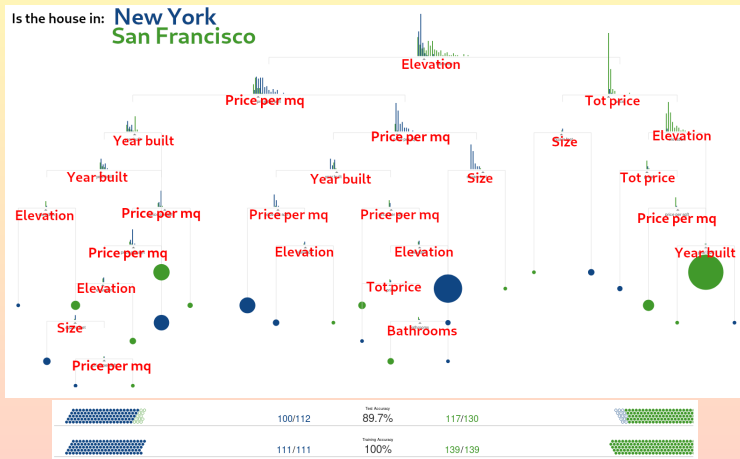 Is the house in: New York
San Francisco
Elevation
Price per mq
Tot price
Year built
Price per mq
Size
Elevation
Year built
Year built
Size
Tot price
Elevation
Price per mq
Price per mq
Price per mq
Price per mq
Price per mq
Elevation
Elevation
Year built
Elevation
Tot price
Size
Bathrooms
Price per mq
Test Accuracy
100/112 89.7% 117/130
Training Accuracy
111/111 100% 139/139